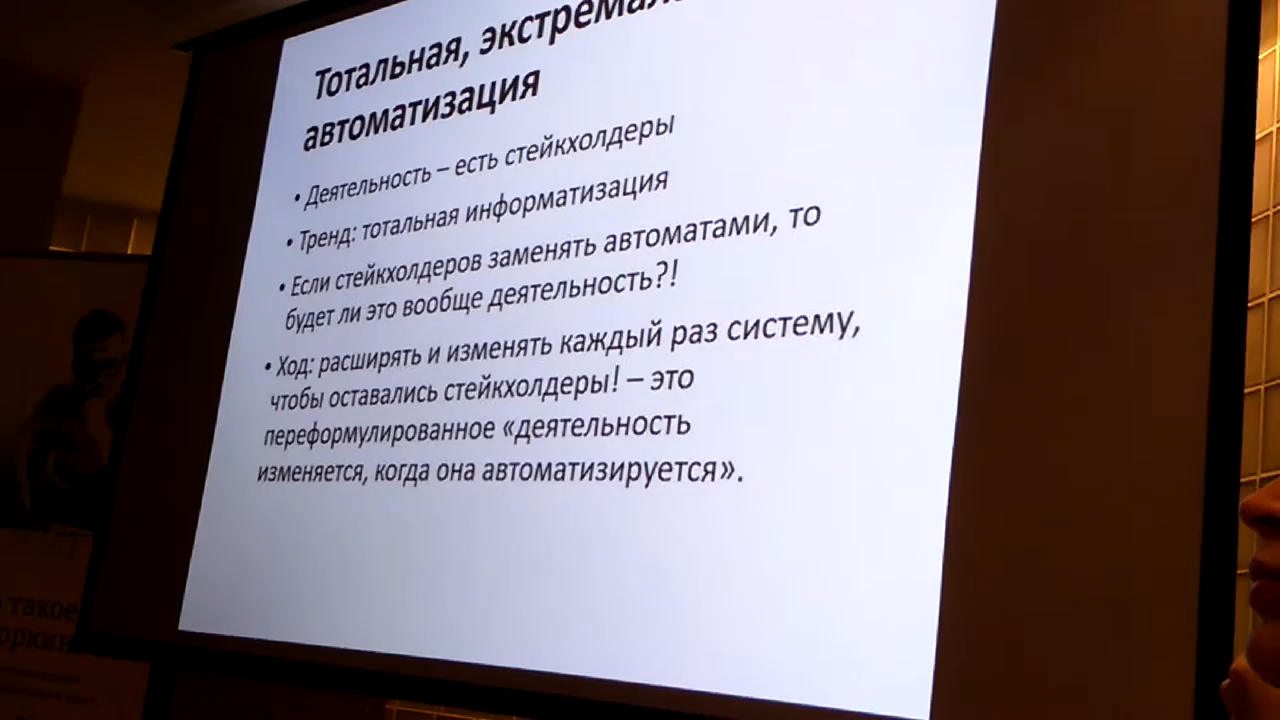 Тотальная,
автоматизация
• Деятельность – есть стейкхолдеры
• Тренд: тотальная информатизация
• Если стейкхолдеров заменять автоматами, то
будет ли это вообще деятельность?!
• Ход: расширять и изменять каждый раз систему,
чтобы оставались стейкхолдеры! – это
переформулированное «деятельность
изменяется, когда она автоматизируется».
такое